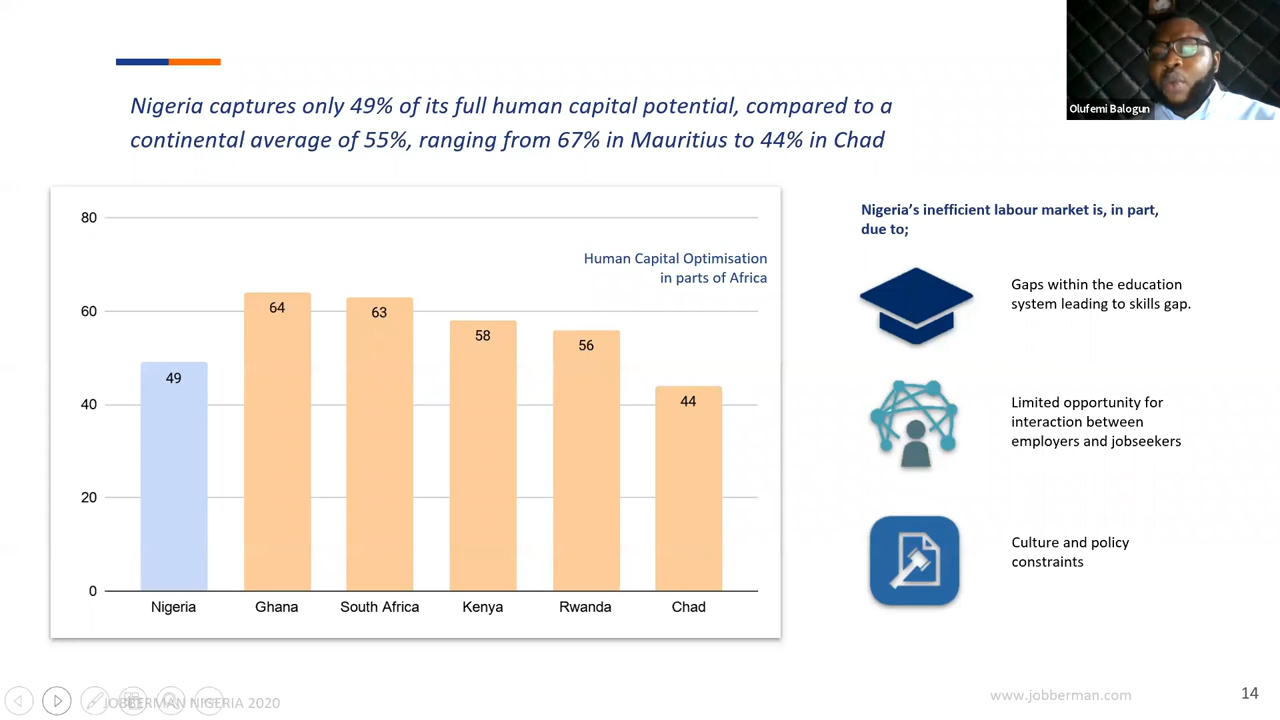 Olufemi Balogun
Nigeria captures only 49% of its full human capital potential, compared to a
continental average of 55%, ranging from 67% in Mauritius to 44% in Chad
80
60
40
20
0
Human Capital Optimisation
in parts of Africa
49
64
63
58
56
44
Nigeria
Ghana
South Africa
Kenya
Rwanda
Chad
Nigeria’s inefficient labour market is, in part,
due to;
Gaps within the education
system leading to skills gap.
Limited opportunity for
interaction between
employers and jobseekers
Culture and policy
constraints
JOBBERMAN NIGERIA 2020
www.jobberman.com
14